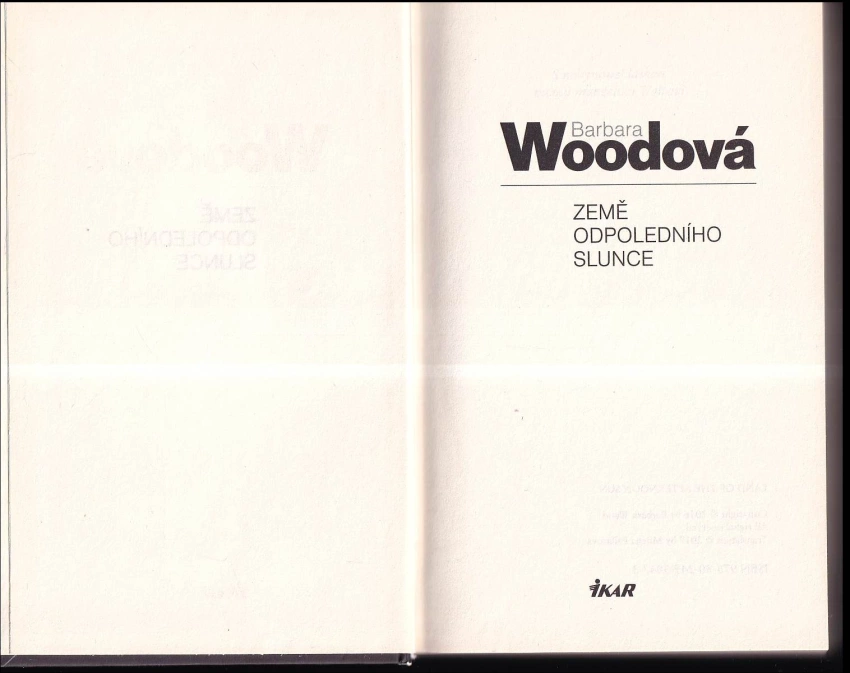 Barbara
Woodová
ZEMĚ
ODPOLEDNÍHO
SLUNCE
IKAR